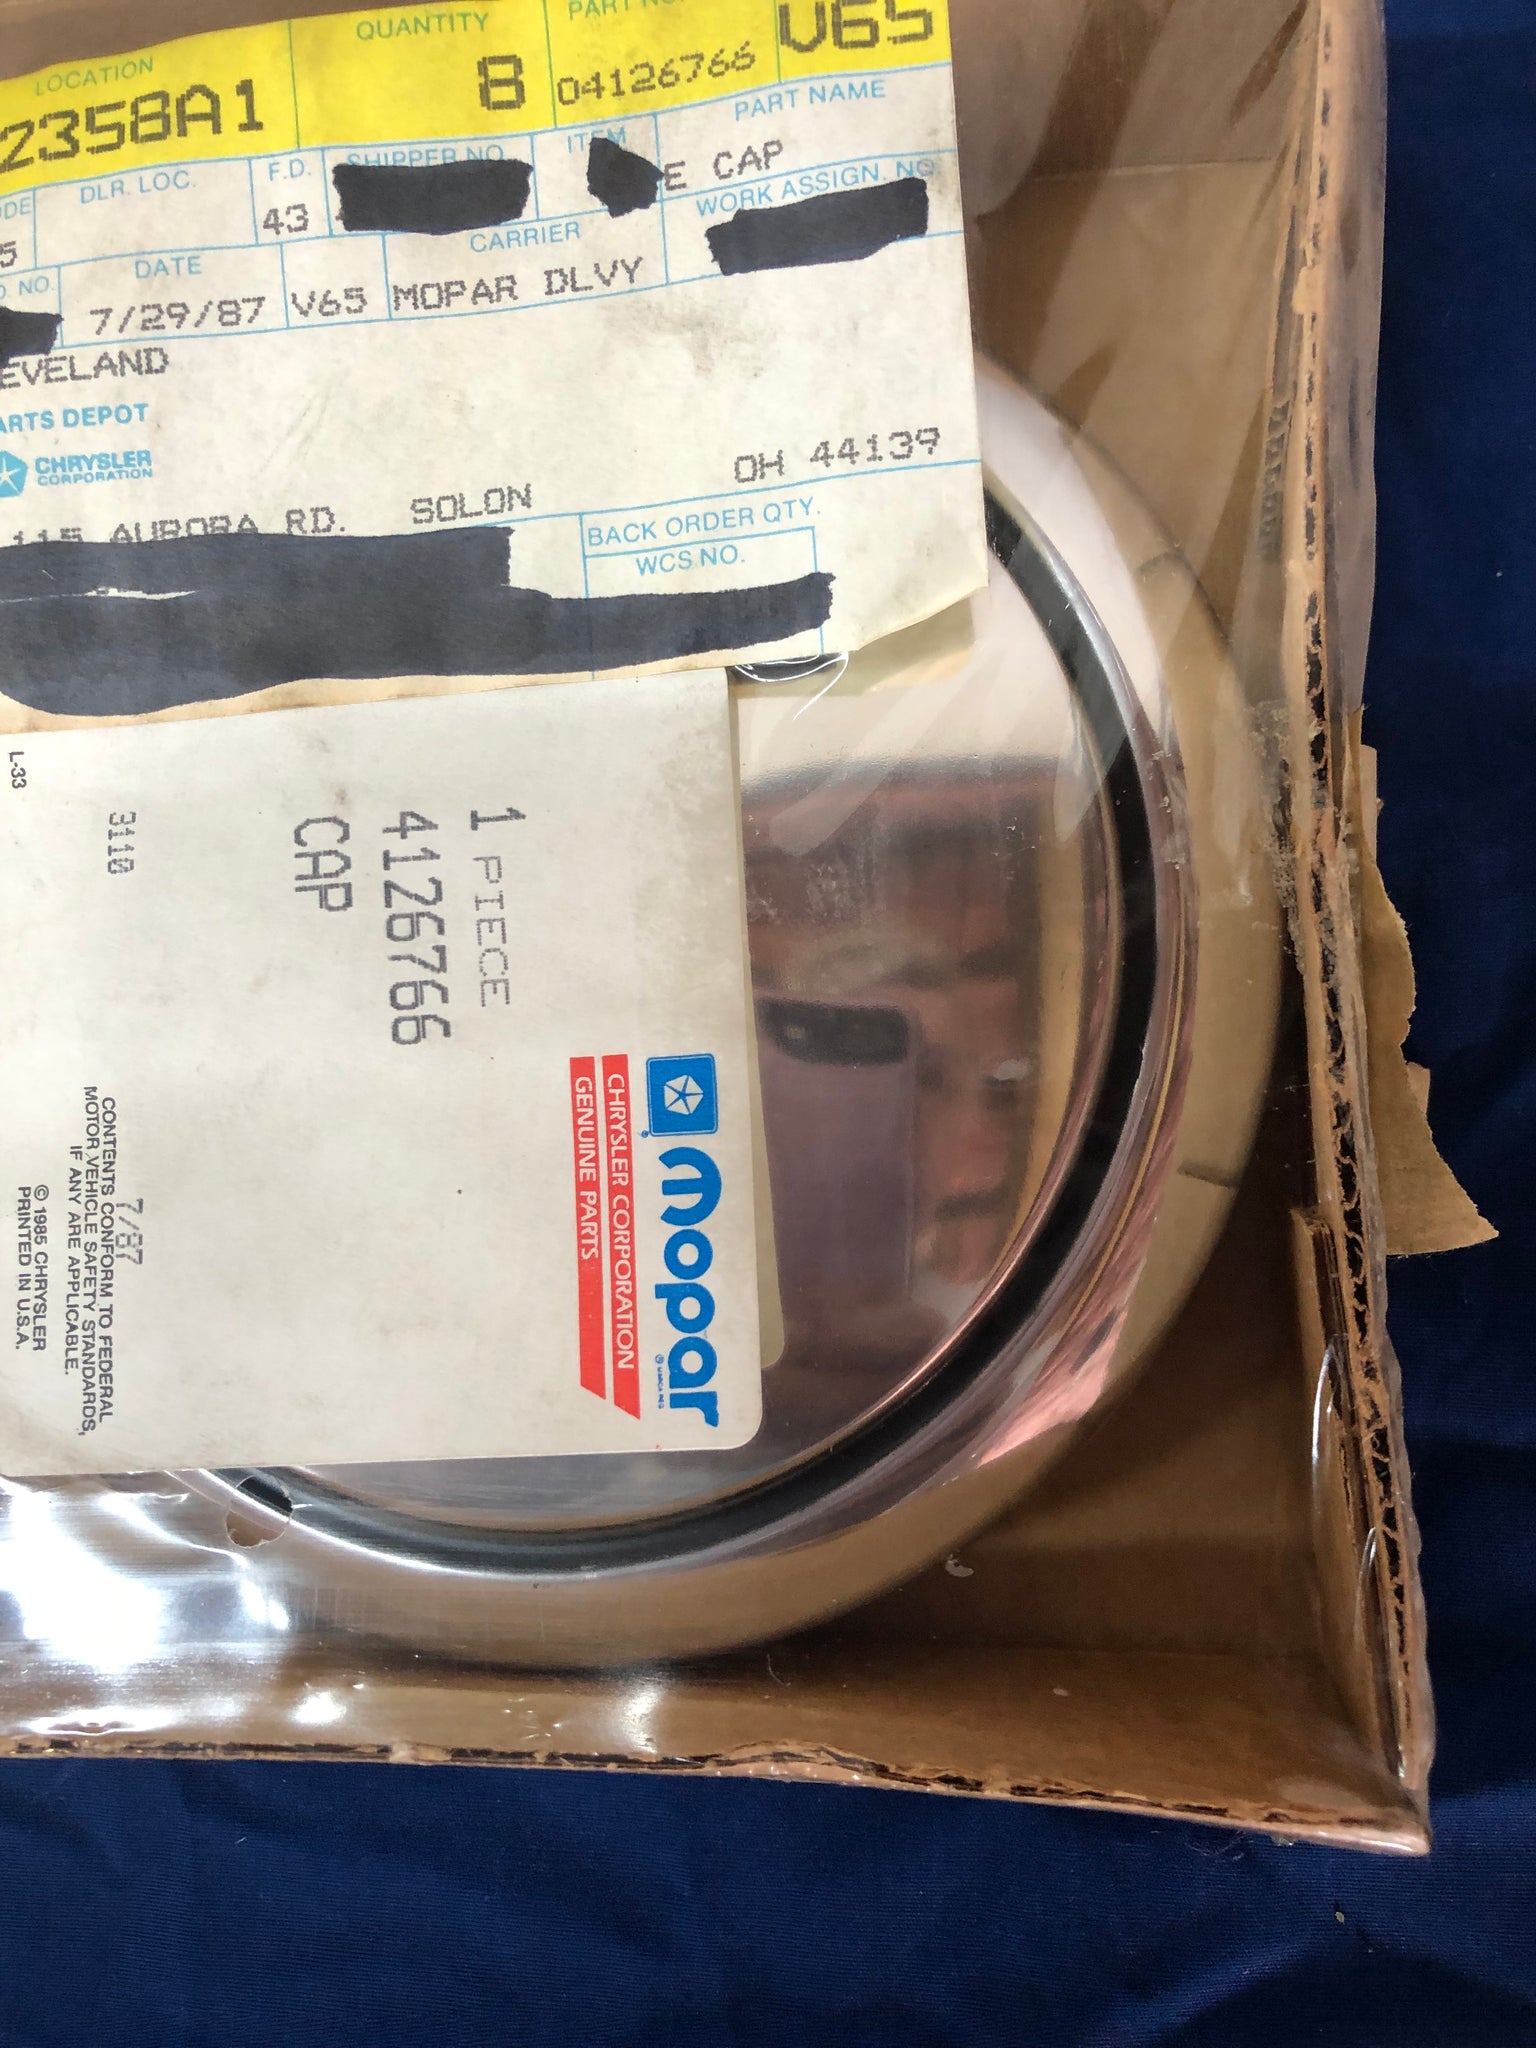 LOCATION QUANTITY PART NO.
2358A1 8 04126766 V65
DLR. LOC. F.D. SHIPPER NO. ITEM PART NAME
43 E CAP
5
DATE CARRIER WORK ASSIGN. NO.
NO.
7/29/87 V65 MOPAR DLVY
EVELAND
ARTS DEPOT
CHRYSLER
CORPORATION
115 AURORA RD. SOLON OH 44139
BACK ORDER QTY.
WCS NO.
mopar
CHRYSLER CORPORATION
GENUINE PARTS
1 PIECE
4126766
CAP
3110
7/87
CONTENTS CONFORM TO FEDERAL
MOTOR VEHICLE SAFETY STANDARDS,
IF ANY ARE APPLICABLE.
© 1985 CHRYSLER
PRINTED IN U.S.A.
L-33